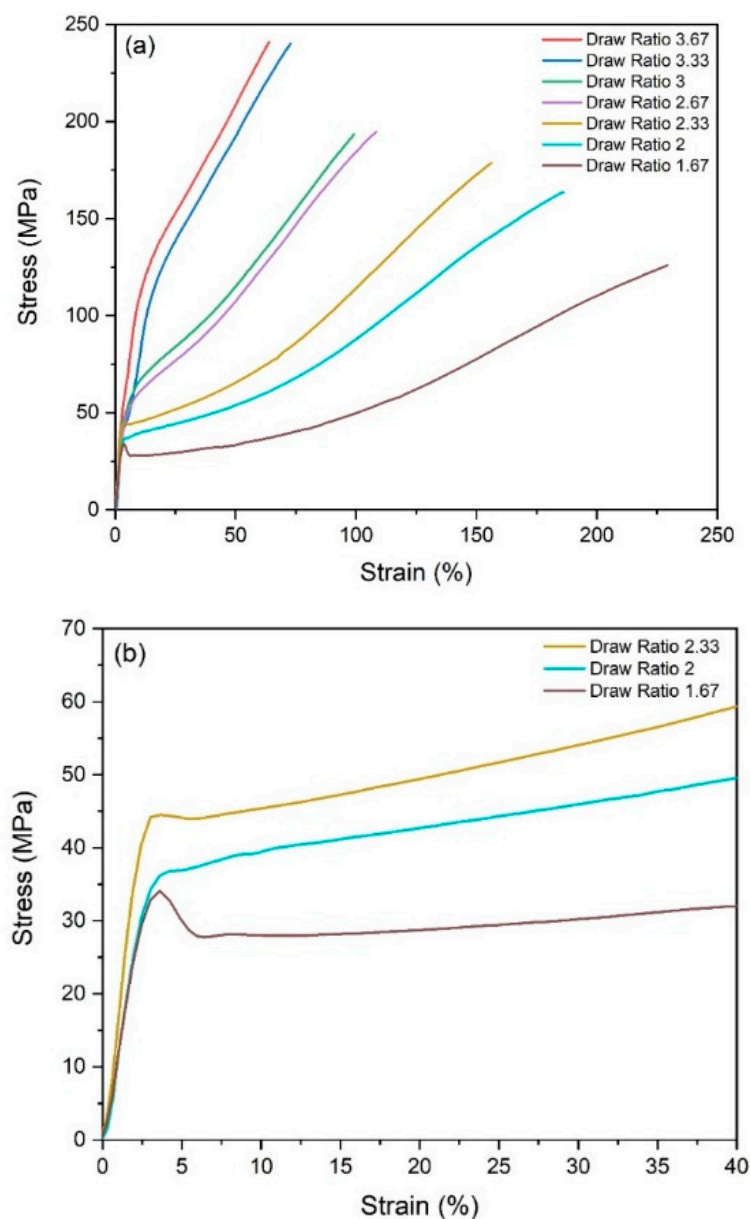 (a)
Draw Ratio 3.67
Draw Ratio 3.33
Draw Ratio 3
Draw Ratio 2.67
Draw Ratio 2.33
Draw Ratio 2
Draw Ratio 1.67
250
200
150
100
50
0
Stress (MPa)
0 50 100 150 200 250
Strain (%)
(b)
Draw Ratio 2.33
Draw Ratio 2
Draw Ratio 1.67
70
60
50
40
30
20
10
0
Stress (MPa)
0 5 10 15 20 25 30 35 40
Strain (%)